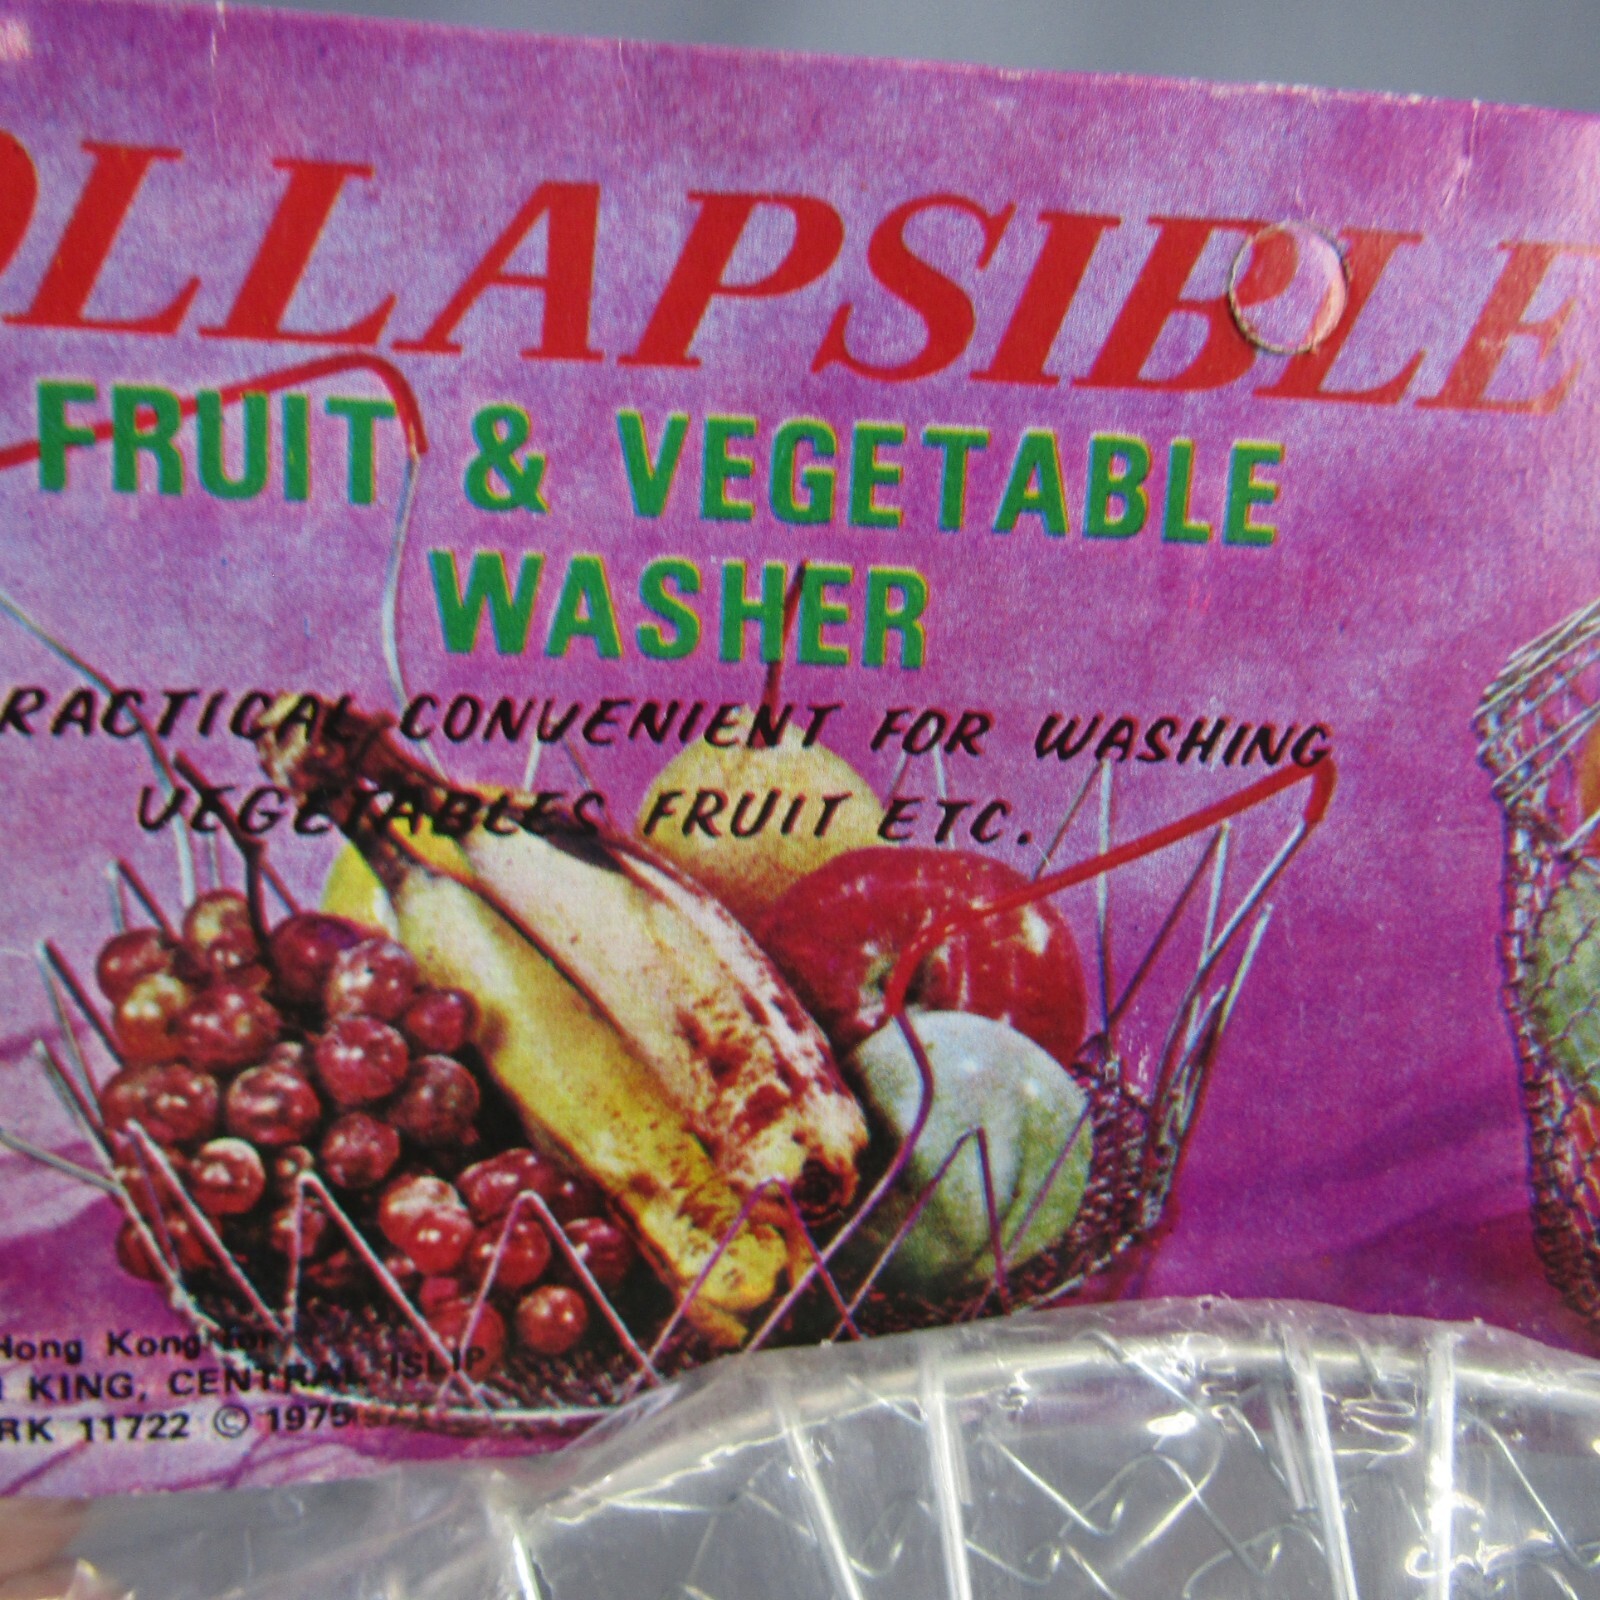 OLLAPSIBLE
FRUIT & VEGETABLE
WASHER
RACTICAL CONVENIENT FOR WASHING
VEGETABLES FRUIT ETC.
Hong Kong for
KING, CENTRAL ISLIP
RK 11722 © 1975